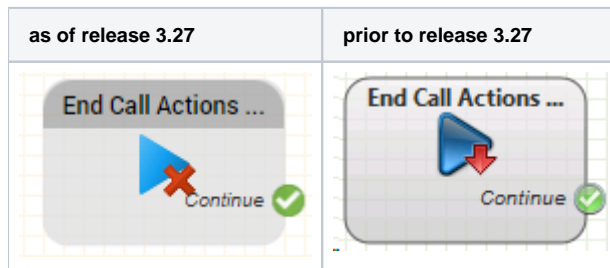 as of release 3.27
prior to release 3.27
End Call Actions ...
Continue
End Call Actions ...
Continue